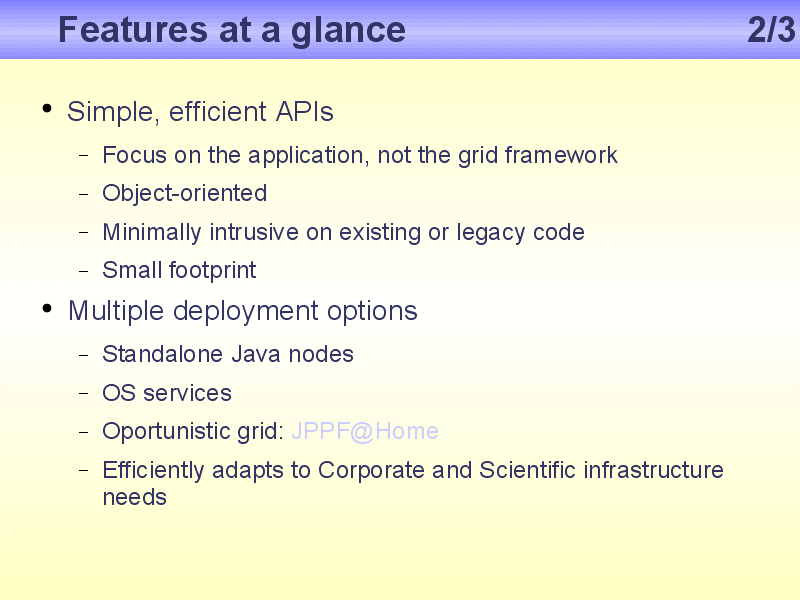 Features at a glance 2/3
• Simple, efficient APIs
– Focus on the application, not the grid framework
– Object-oriented
– Minimally intrusive on existing or legacy code
– Small footprint
• Multiple deployment options
– Standalone Java nodes
– OS services
– Oportunistic grid: JPPF@Home
– Efficiently adapts to Corporate and Scientific infrastructure
needs